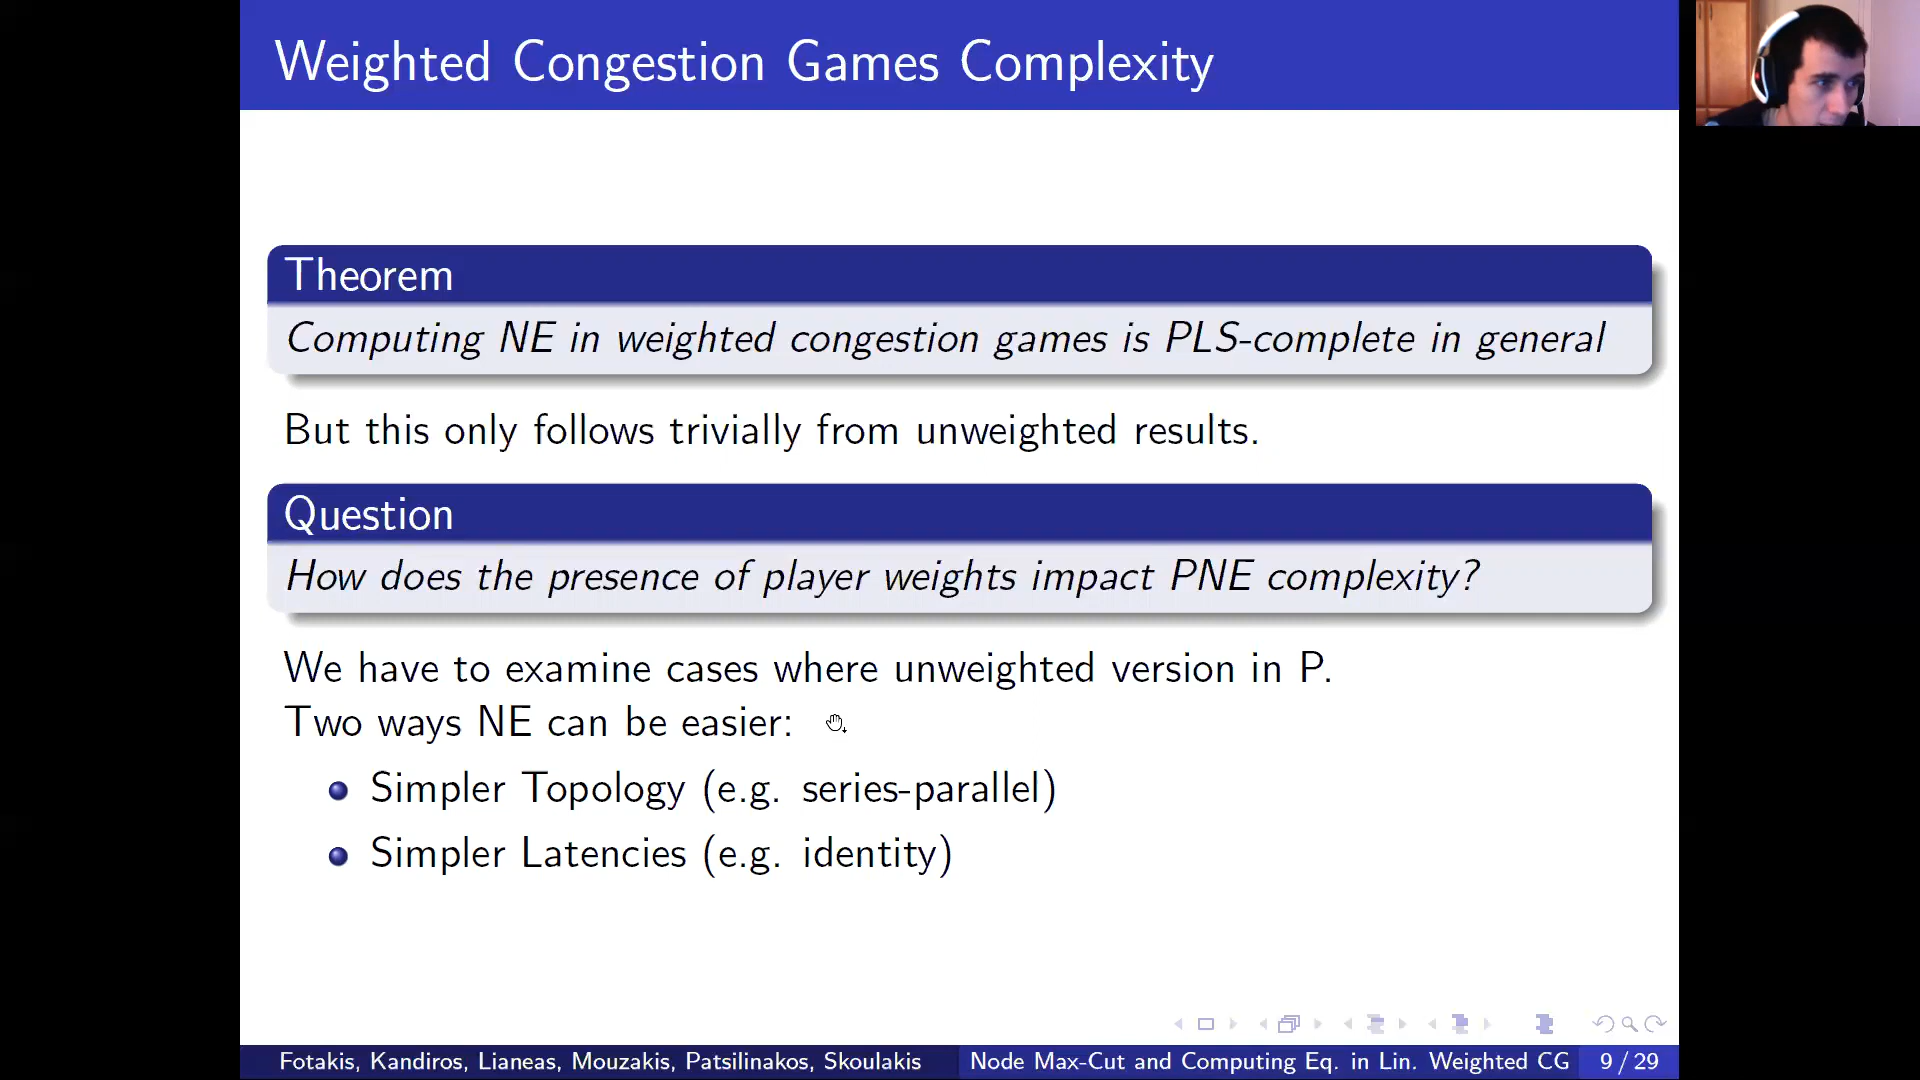 Weighted Congestion Games Complexity
Theorem
Computing NE in weighted congestion games is PLS-complete in general
But this only follows trivially from unweighted results.
Question
How does the presence of player weights impact PNE complexity?
We have to examine cases where unweighted version in P.
Two ways NE can be easier:
Simpler Topology (e.g. series-parallel)
Simpler Latencies (e.g. identity)
Fotakis, Kandiros, Lianeas, Mouzakis, Patsilinakos, Skoulakis
Node Max-Cut and Computing Eq. in Lin. Weighted CG
9 / 29